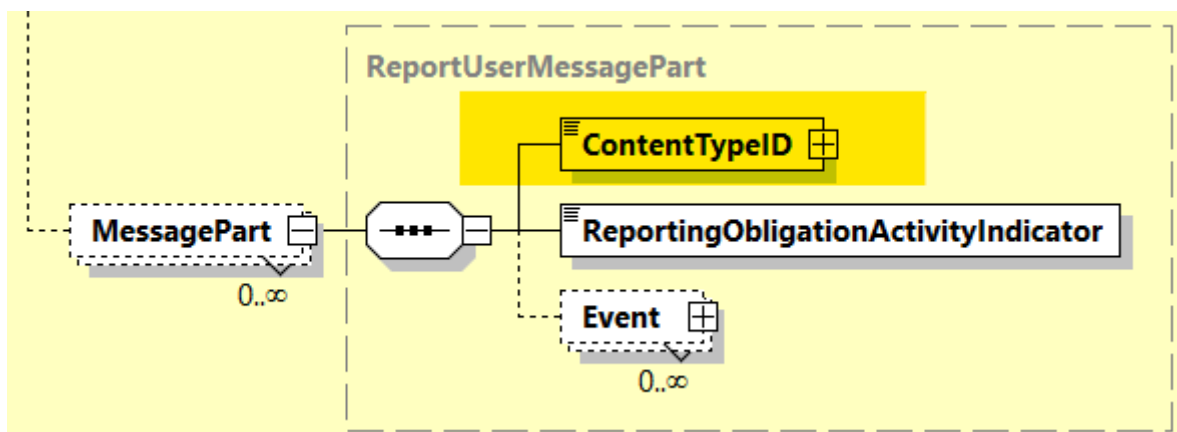 ReportUserMessagePart
ContentTypeID
MessagePart
ReportingObligationActivityIndicator
0..∞
Event
0..∞